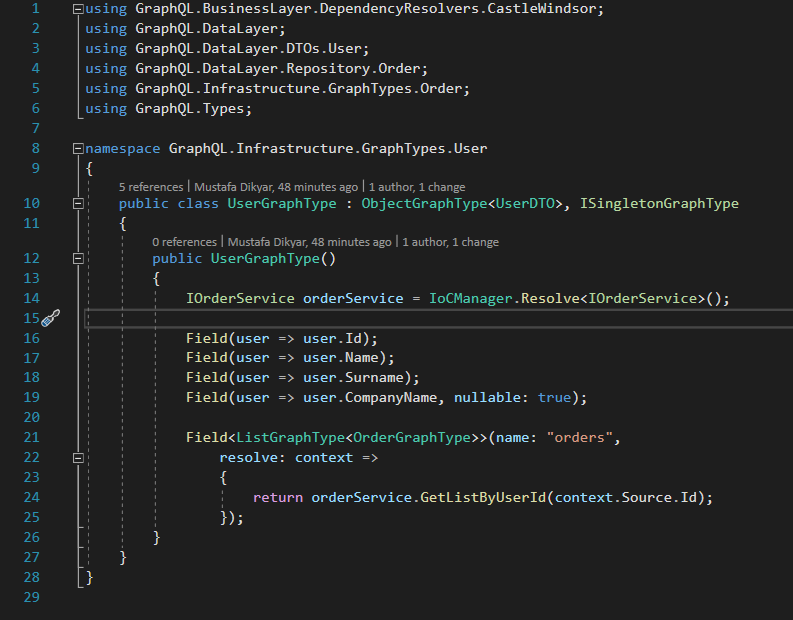 1 using GraphQL.BusinessLayer.DependencyResolvers.CastleWindsor;
2 using GraphQL.DataLayer;
3 using GraphQL.DataLayer.DTOs.User;
4 using GraphQL.DataLayer.Repository.Order;
5 using GraphQL.Infrastructure.GraphTypes.Order;
6 using GraphQL.Types;
7
8 namespace GraphQL.Infrastructure.GraphTypes.User
9 {
5 references | Mustafa Dikyar, 48 minutes ago | 1 author, 1 change
10 public class UserGraphType : ObjectGraphType<UserDTO>, ISingletonGraphType
11 {
0 references | Mustafa Dikyar, 48 minutes ago | 1 author, 1 change
12 public UserGraphType()
13 {
14 IOrderService orderService = IoCManager.Resolve<IOrderService>();
15
16 Field(user => user.Id);
17 Field(user => user.Name);
18 Field(user => user.Surname);
19 Field(user => user.CompanyName, nullable: true);
20
21 Field<ListGraphType<OrderGraphType>>(name: "orders",
22 resolve: context =>
23 {
24 return orderService.GetListByUserId(context.Source.Id);
25 });
26 }
27 }
28 }
29